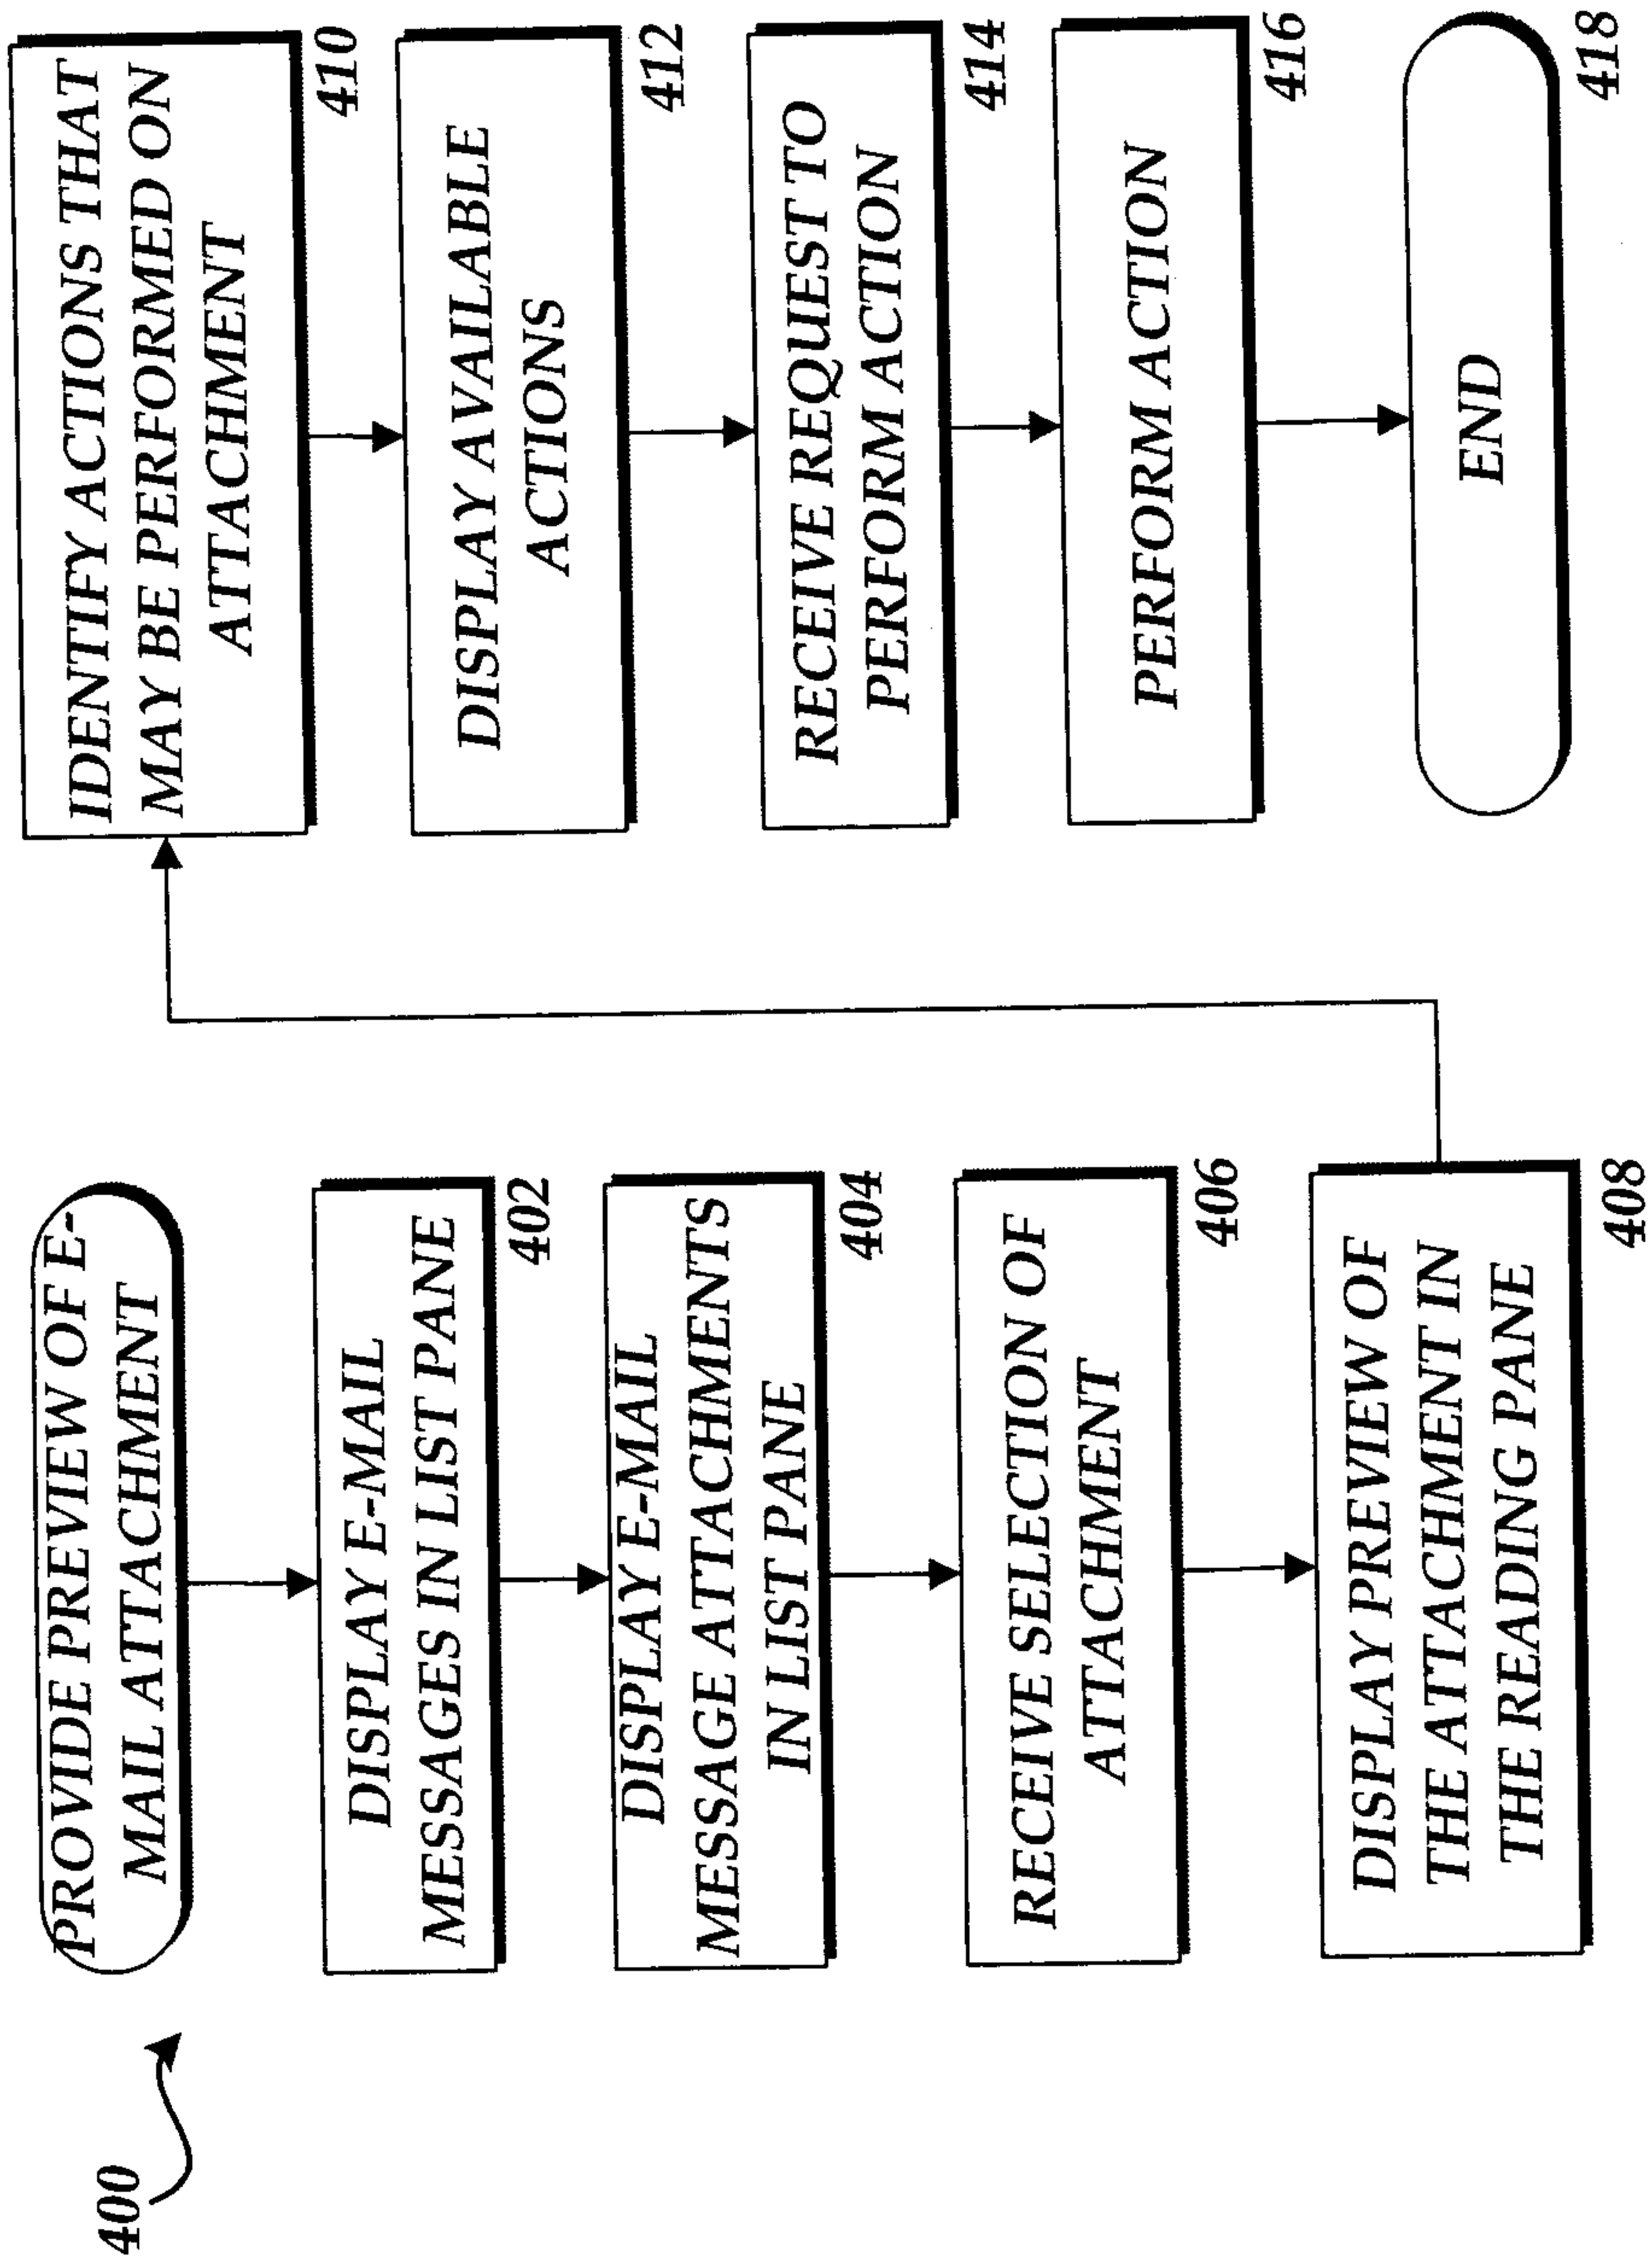 400
PROVIDE PREVIEW OF E-
MAIL ATTACHMENT
DISPLAY E-MAIL
MESSAGES IN LIST PANE
402
DISPLAY E-MAIL
MESSAGE ATTACHMENTS
IN LIST PANE
404
RECEIVE SELECTION OF
ATTACHMENT
406
DISPLAY PREVIEW OF
THE ATTACHMENT IN
THE READING PANE
408
IDENTIFY ACTIONS THAT
MAY BE PERFORMED ON
ATTACHMENT
410
DISPLAY AVAILABLE
ACTIONS
412
RECEIVE REQUEST TO
PERFORM ACTION
414
PERFORM ACTION
416
END
418